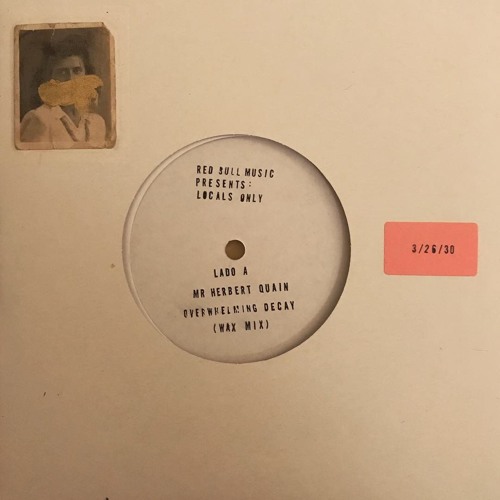 RED BULL MUSIC
PRESENTS:
LOCALS ONLY
LADO A
MR HERBERT QUAIN
OVERWHELMING DECAY
(WAX MIX)
3/26/30